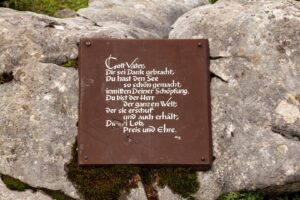 Gott Vater,
Dir sei Dank gebracht,
Du hast den See
so schön gemacht
inmitten Deiner Schöpfung.
Du bist der Herr
der ganzen Welt,
der sie erschuf
und auch erhält;
Dir sei Lob,
Preis und Ehre.